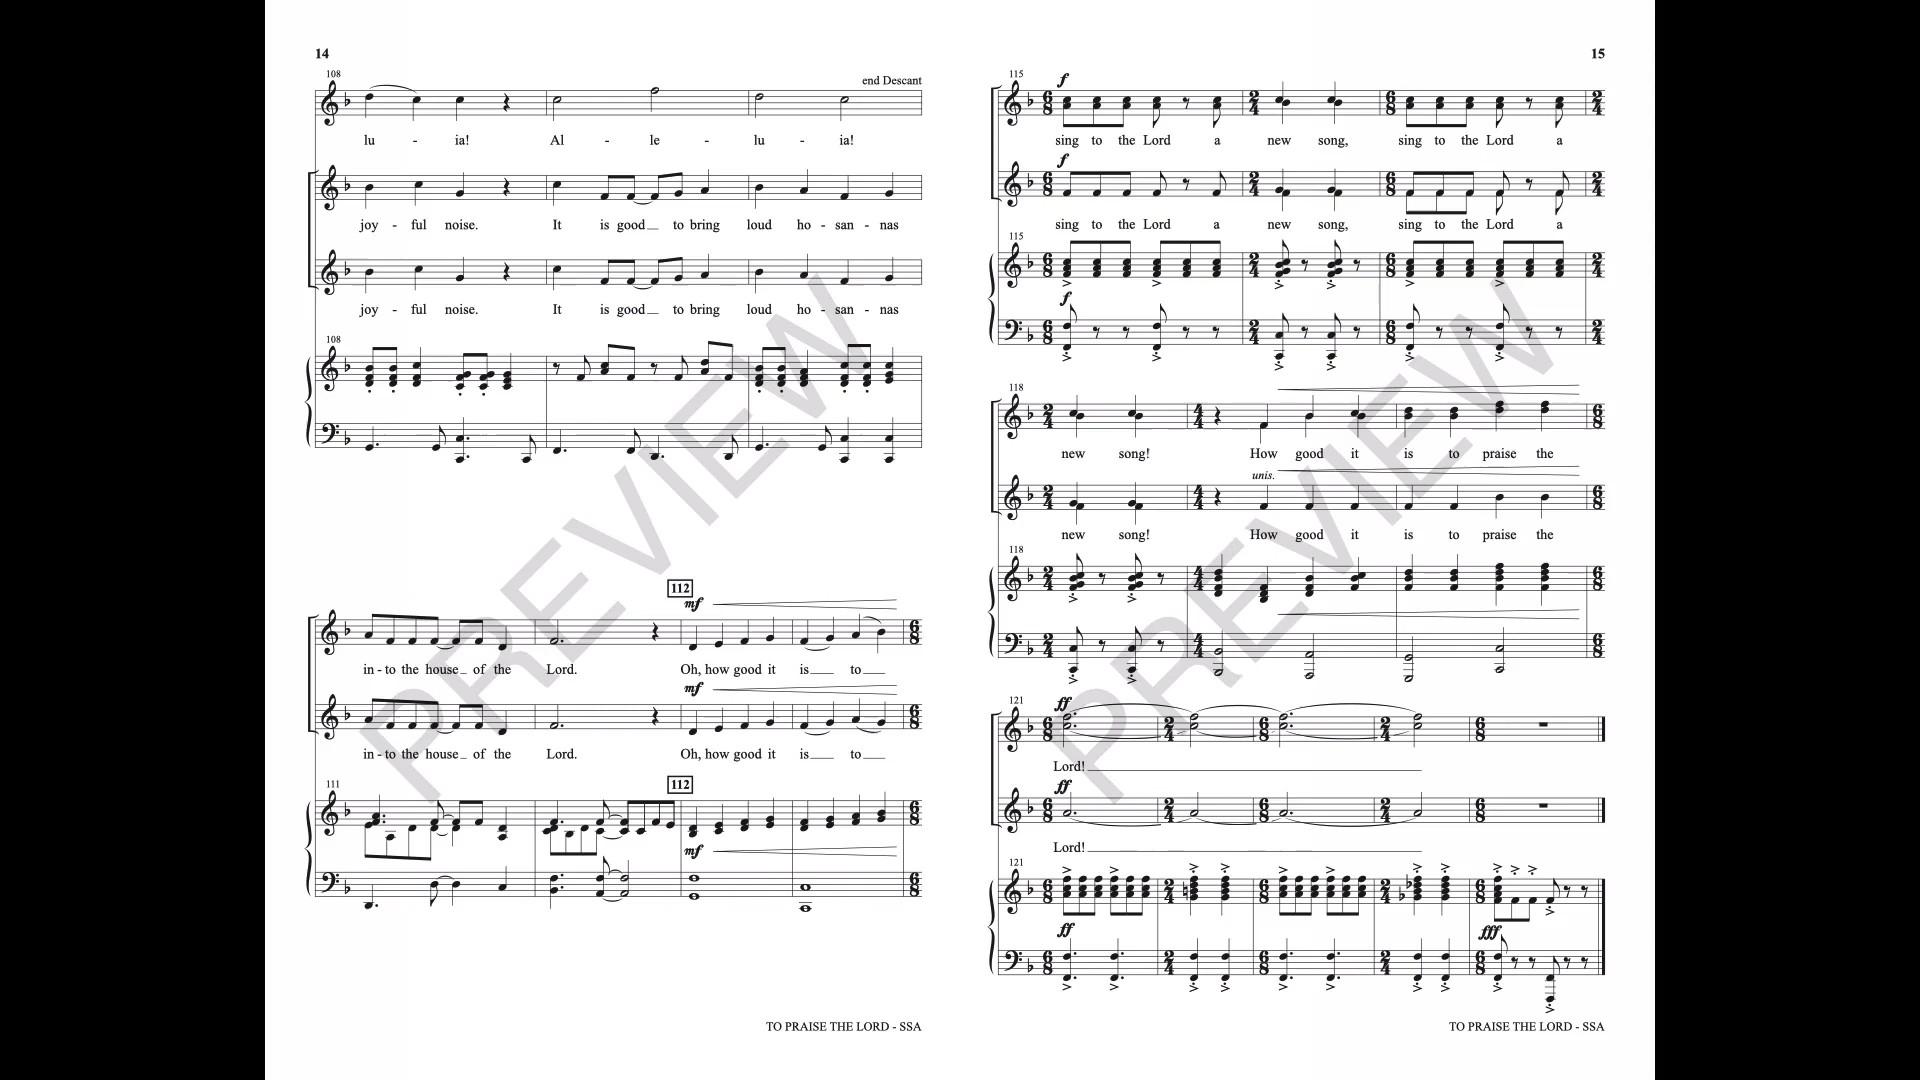 14
108
end Descant
lu - ia! Al - le - lu - ia!
joy - ful noise. It is good to bring loud ho - san - nas
joy - ful noise. It is good to bring loud ho - san - nas
108
112
mf
in - to the house of the Lord. Oh, how good it is to
mf
in - to the house of the Lord. Oh, how good it is to
111
112
mf
TO PRAISE THE LORD - SSA
PREVIEW
15
115
f
sing to the Lord a new song, sing to the Lord a
f
sing to the Lord a new song, sing to the Lord a
115
f
118
new song! How good it is to praise the
unis.
new song! How good it is to praise the
118
121
ff
Lord!
ff
Lord!
121
ff
fff
TO PRAISE THE LORD - SSA
PREVIEW